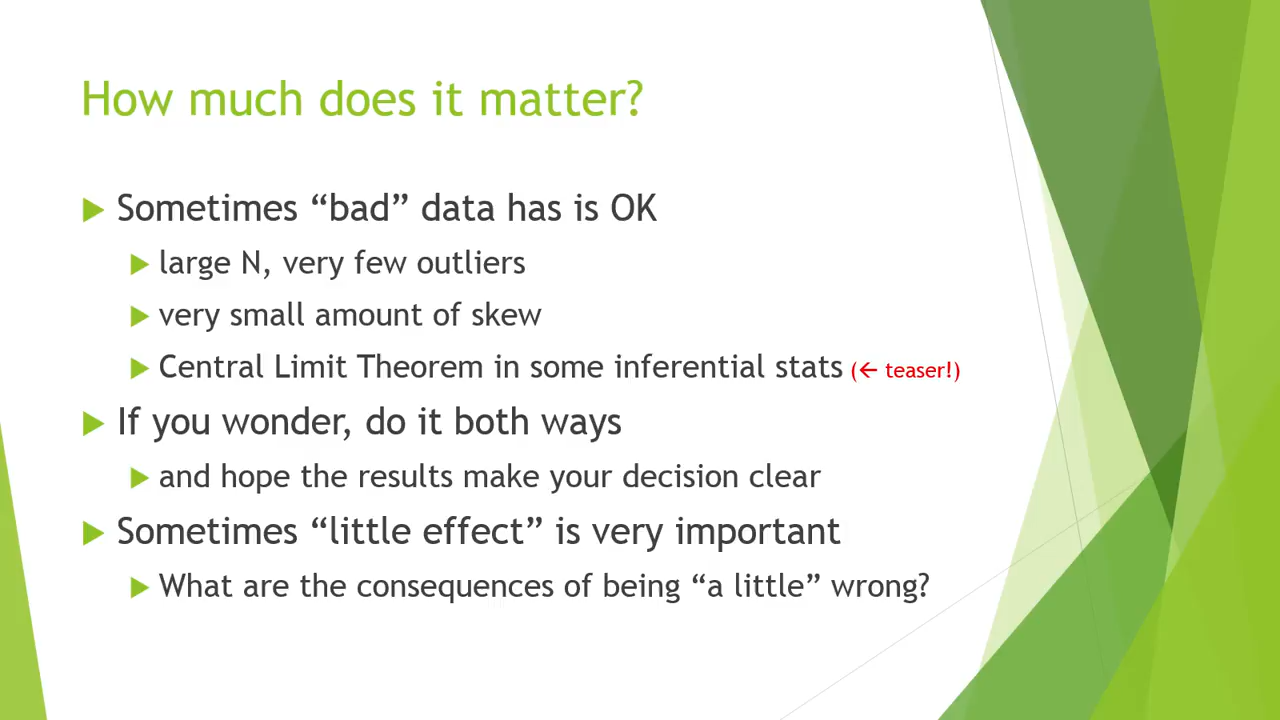 How much does it matter?
Sometimes “bad” data has is OK
large N, very few outliers
very small amount of skew
Central Limit Theorem in some inferential stats (← teaser!)
If you wonder, do it both ways
and hope the results make your decision clear
Sometimes “little effect” is very important
What are the consequences of being “a little” wrong?